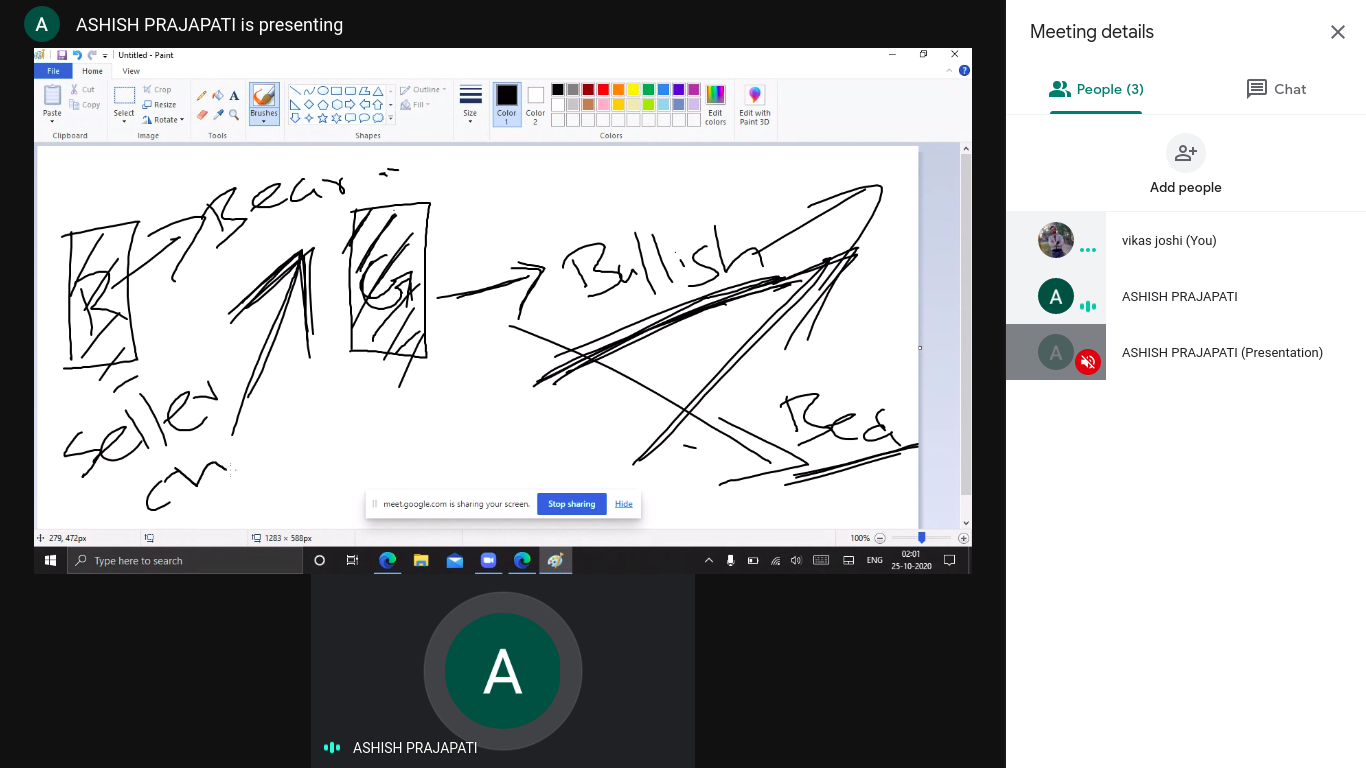 A ASHISH PRAJAPATI is presenting
Untitled - Paint
File Home View
Paste Cut Copy
Clipboard
Select Crop Resize Rotate
Image
A
Tools
Brushes
Outline Fill
Shapes
Size
Color 1 Color 2
Edit colors
Edit with Paint 3D
Colors
Bear
R
G
Bullish
Seller
Bea
meet.google.com is sharing your screen. Stop sharing Hide
279, 472px 1283 × 588px 100%
Type here to search
ENG 02:01 25-10-2020
A
ASHISH PRAJAPATI
Meeting details
People (3) Chat
Add people
vikas joshi (You)
A ASHISH PRAJAPATI
A ASHISH PRAJAPATI (Presentation)